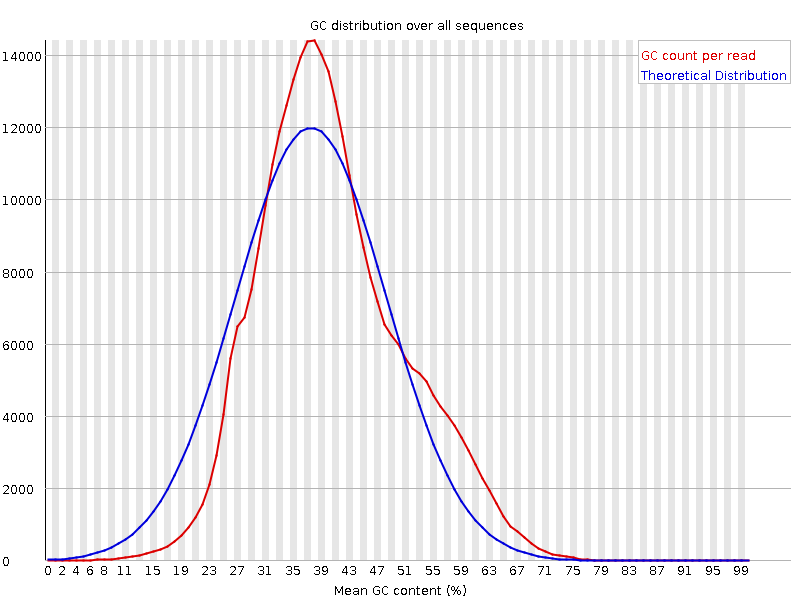 GC distribution over all sequences
GC count per read
Theoretical Distribution
14000
12000
10000
8000
6000
4000
2000
0
0 2 4 6 8 11 15 19 23 27 31 35 39 43 47 51 55 59 63 67 71 75 79 83 87 91 95 99
Mean GC content (%)